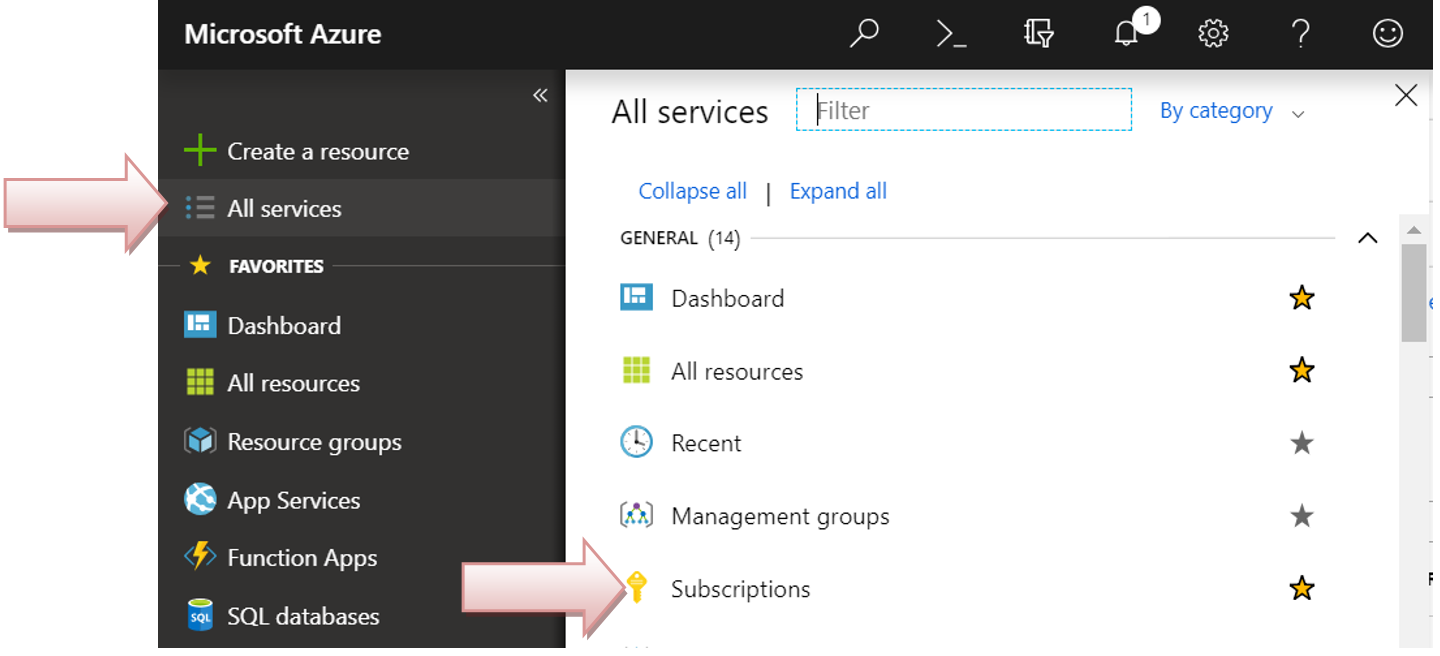 Microsoft Azure
1
Create a resource
All services
FAVORITES
Dashboard
All resources
Resource groups
App Services
Function Apps
SQL
SQL databases
All services
Filter
By category
Collapse all | Expand all
GENERAL (14)
Dashboard
All resources
Recent
Management groups
Subscriptions